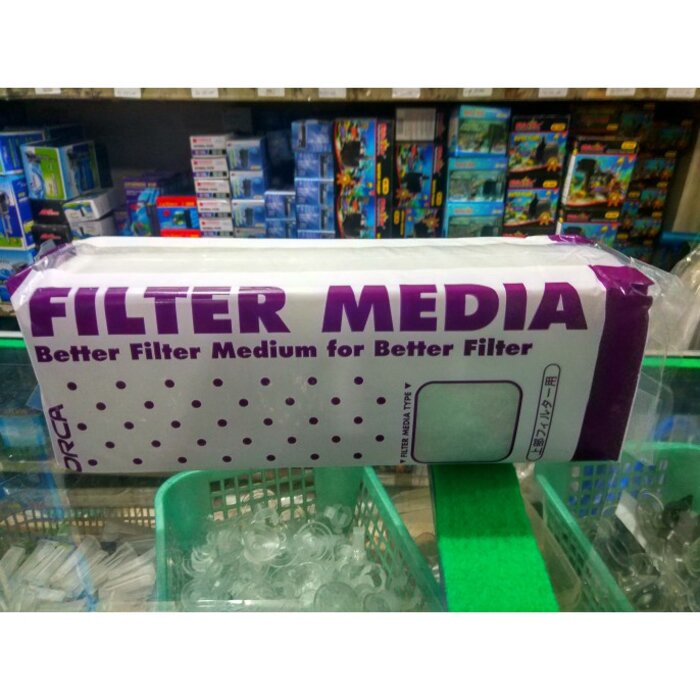 FILTER MEDIA
Better Filter Medium for Better Filter
ORCA
▼ FILTER MEDIA TYPE ▼
上部フィルター用